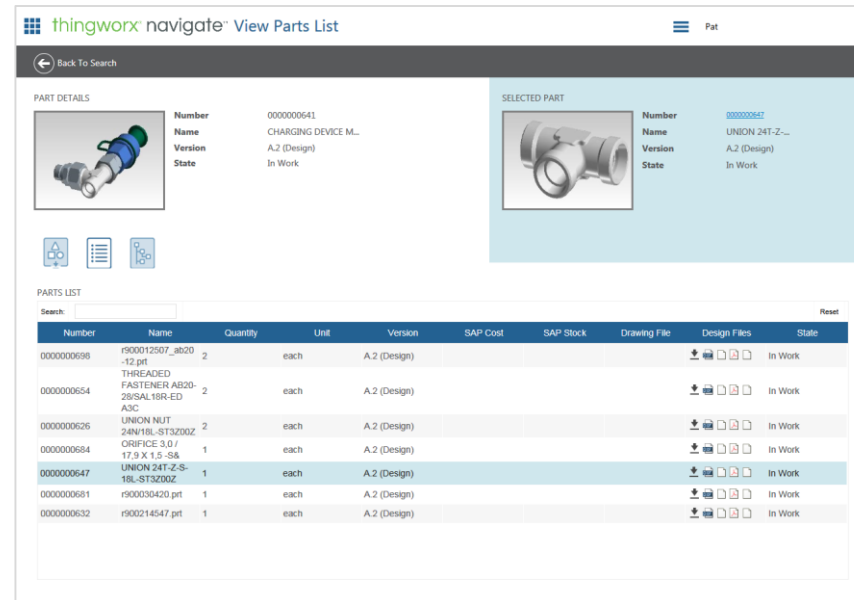 thingworx navigate View Parts List
Pat
Back To Search
PART DETAILS
Number 0000000641
Name CHARGING DEVICE M...
Version A.2 (Design)
State In Work
SELECTED PART
Number 0000000647
Name UNION 24T-Z-...
Version A.2 (Design)
State In Work
PARTS LIST
Search:
Reset
Number Name Quantity Unit Version SAP Cost SAP Stock Drawing File Design Files State
0000000698 r900012507_ab20
-12.prt 2 each A.2 (Design) In Work
THREADED
FASTENER AB20-
0000000654 28/SAL18R-ED 2 each A.2 (Design) In Work
A3C
0000000626 UNION NUT
24N/18L-ST3Z00Z 2 each A.2 (Design) In Work
0000000684 ORIFICE 3,0 /
17,9 X 1,5 -S& 1 each A.2 (Design) In Work
0000000647 UNION 24T-Z-S-
18L-ST3Z00Z 1 each A.2 (Design) In Work
0000000681 r900030420.prt 1 each A.2 (Design) In Work
0000000632 r900214547.prt 1 each A.2 (Design) In Work